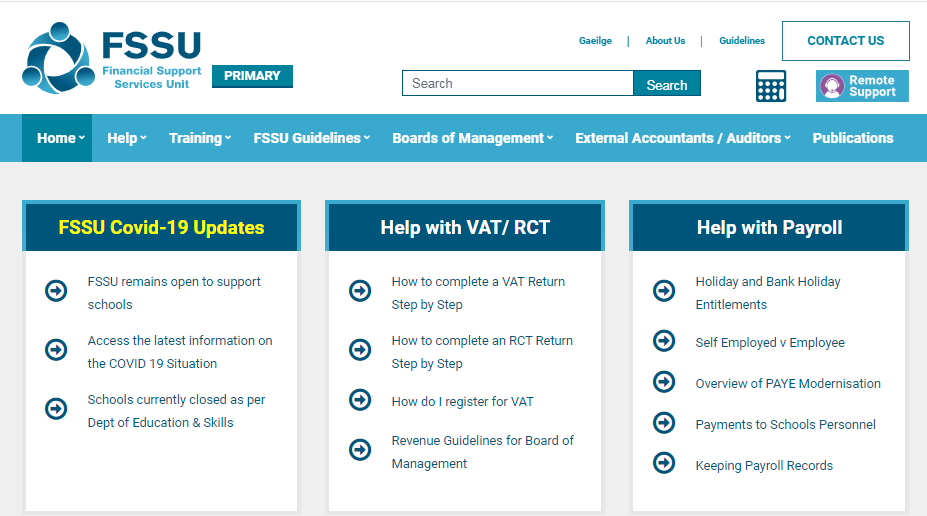 FSSU
Financial Support
Services Unit
PRIMARY
Gaeilge | About Us | Guidelines
CONTACT US
Search
Search
Remote
Support
Home
Help
Training
FSSU Guidelines
Boards of Management
External Accountants / Auditors
Publications
FSSU Covid-19 Updates
FSSU remains open to support
schools
Access the latest information on
the COVID 19 Situation
Schools currently closed as per
Dept of Education & Skills
Help with VAT/ RCT
How to complete a VAT Return
Step by Step
How to complete an RCT Return
Step by Step
How do I register for VAT
Revenue Guidelines for Board of
Management
Help with Payroll
Holiday and Bank Holiday
Entitlements
Self Employed v Employee
Overview of PAYE Modernisation
Payments to Schools Personnel
Keeping Payroll Records